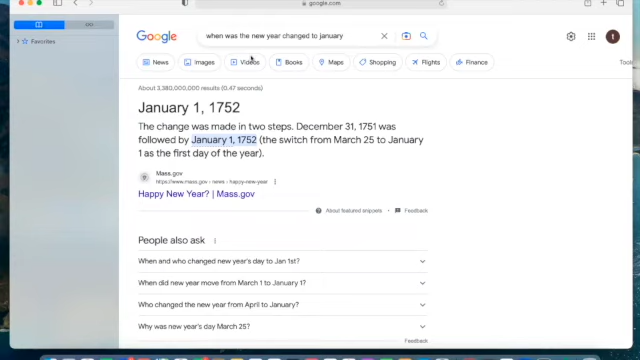 google.com
Favorites
Google
when was the new year changed to january
t
News
Images
Videos
Books
Maps
Shopping
Flights
Finance
Tools
About 3,380,000,000 results (0.47 seconds)
January 1, 1752
The change was made in two steps. December 31, 1751 was
followed by January 1, 1752 (the switch from March 25 to January
1 as the first day of the year).
Mass.gov
https://www.mass.gov › news › happy-new-year
Happy New Year? | Mass.gov
About featured snippets
Feedback
People also ask
When and who changed new year's day to Jan 1st?
When did new year move from March 1 to January 1?
Who changed the new year from April to January?
Why was new year's day March 25?
Feedback